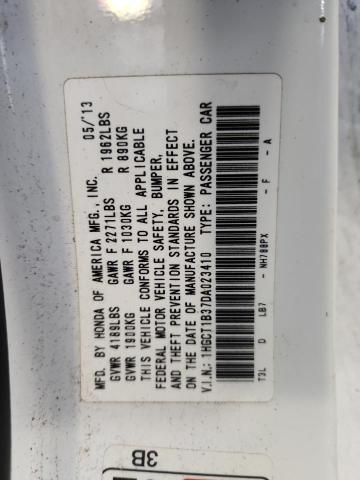 MFD. BY HONDA OF AMERICA MFG., INC. 05/'13
GVWR 4189LBS GAWR F 2271LBS R 1962LBS
GVWR 1900KG GAWR F 1030KG R 890KG
THIS VEHICLE CONFORMS TO ALL APPLICABLE
FEDERAL MOTOR VEHICLE SAFETY, BUMPER,
AND THEFT PREVENTION STANDARDS IN EFFECT
ON THE DATE OF MANUFACTURE SHOWN ABOVE.
V.I.N.: 1HGCT1B37DA023410 TYPE: PASSENGER CAR
T3L D LB7 - NH788PX - F - A
3B